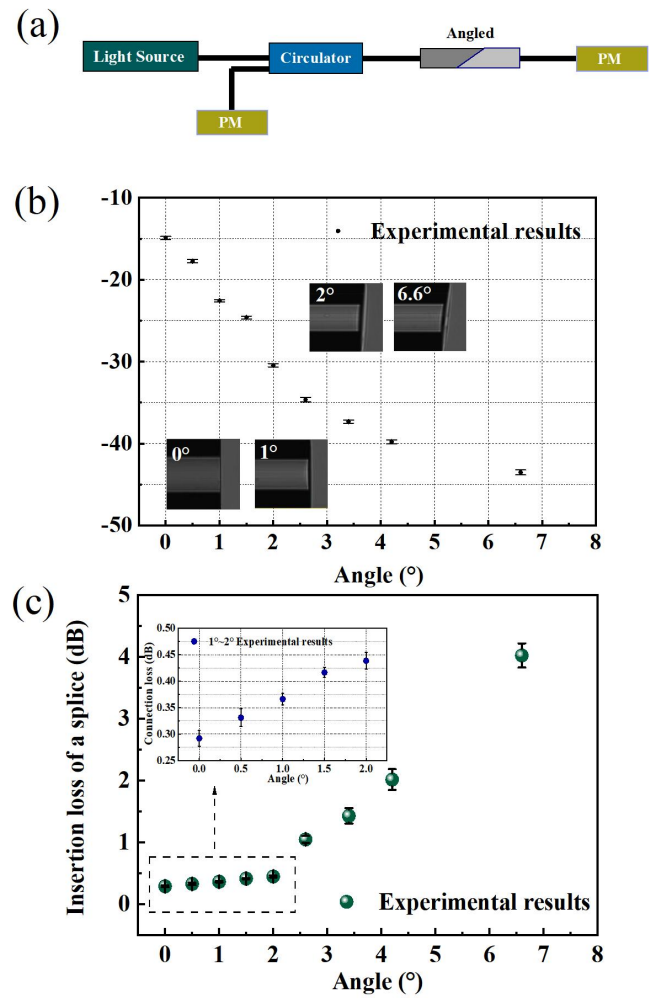 (a)
Angled
Light Source
Circulator
PM
PM
(b)
-10
-20
-30
-40
-50
Experimental results
2°
6.6°
0°
1°
0 1 2 3 4 5 6 7 8
Angle (°)
(c)
Insertion loss of a splice (dB)
5
4
3
2
1
0
0.50
0.45
0.40
0.35
0.30
0.25
Connection loss (dB)
1°~2° Experimental results
0.0 0.5 1.0 1.5 2.0
Angle (°)
Experimental results
0 1 2 3 4 5 6 7 8
Angle (°)